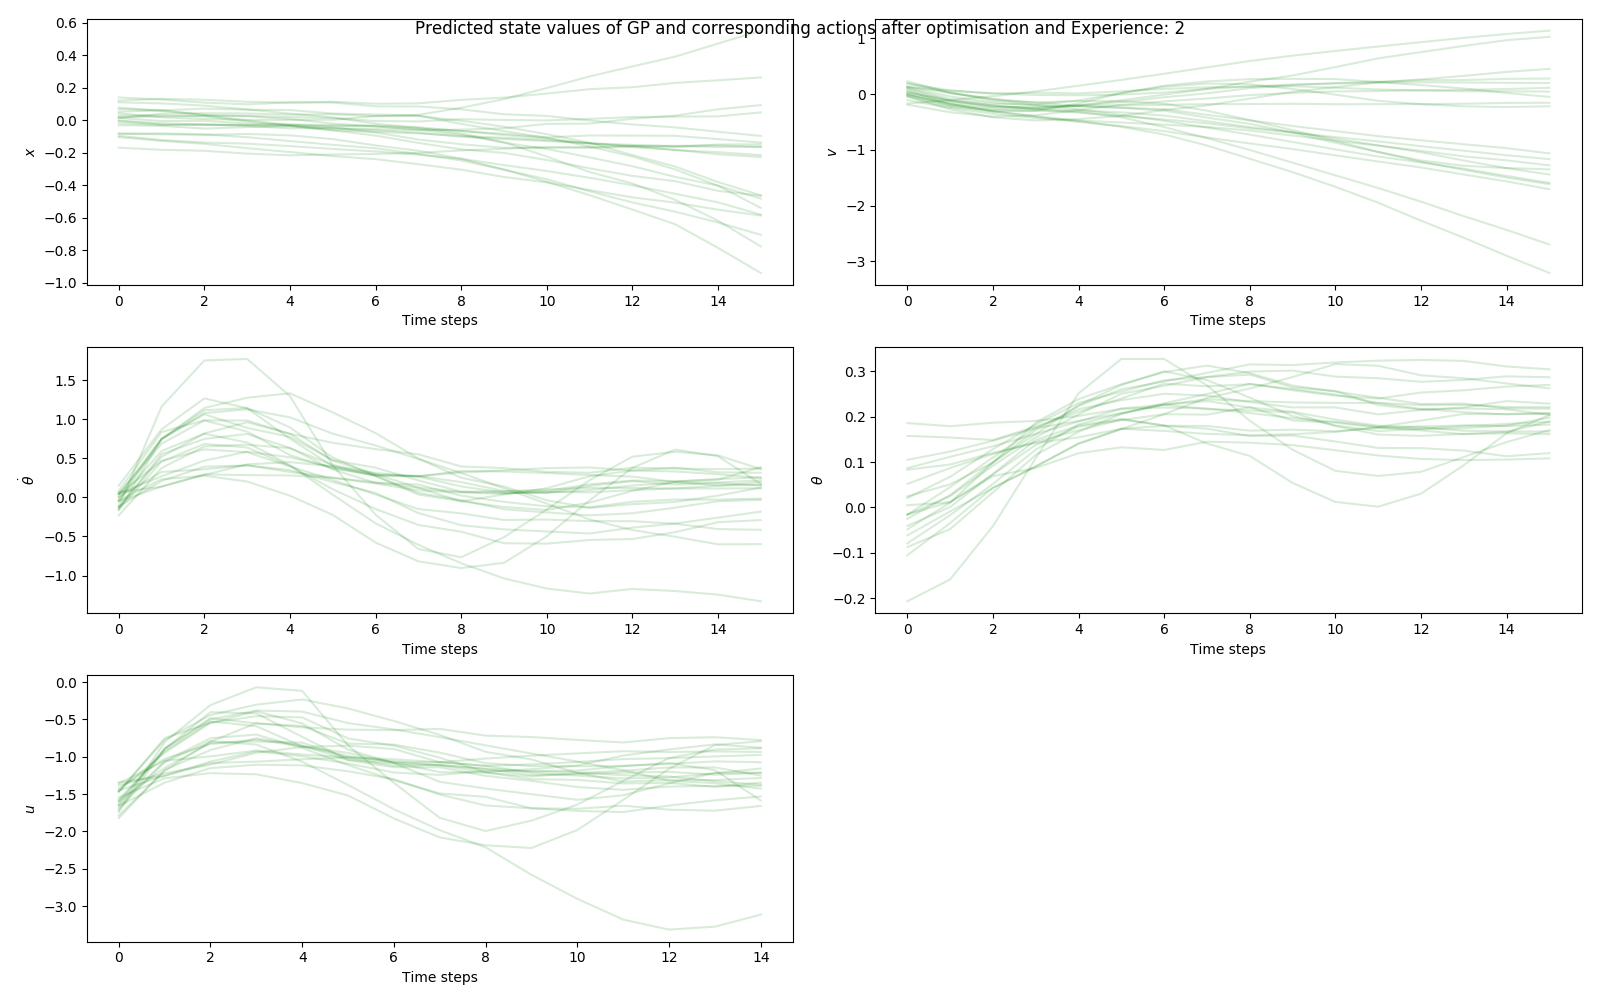 Predicted state values of GP and corresponding actions after optimisation and Experience: 2
0.6
0.4
0.2
0.0
−0.2
−0.4
−0.6
−0.8
−1.0
x
0 2 4 6 8 10 12 14
Time steps
1
0
−1
−2
−3
v
0 2 4 6 8 10 12 14
Time steps
1.5
1.0
0.5
0.0
−0.5
−1.0
θ̇
0 2 4 6 8 10 12 14
Time steps
0.3
0.2
0.1
0.0
−0.1
−0.2
θ
0 2 4 6 8 10 12 14
Time steps
0.0
−0.5
−1.0
−1.5
−2.0
−2.5
−3.0
u
0 2 4 6 8 10 12 14
Time steps